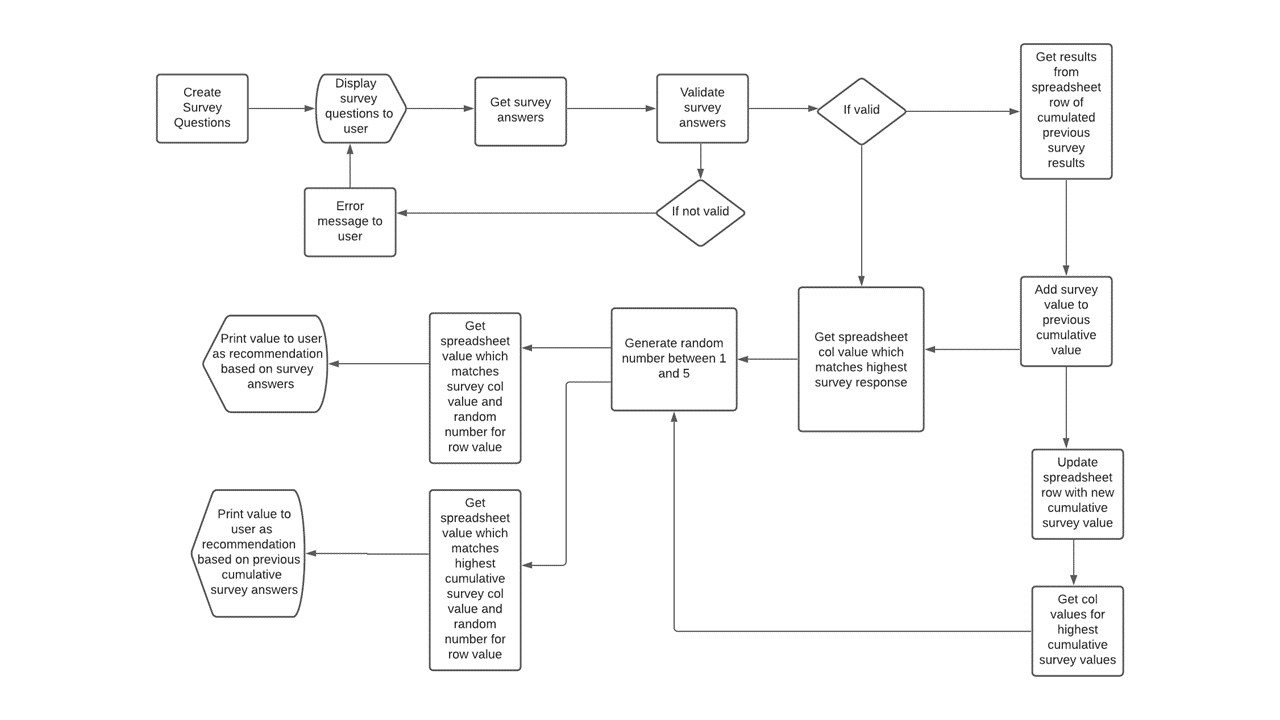 Create
Survey
Questions
Display
survey
questions to
user
Get survey
answers
Validate
survey
answers
If valid
Get results
from
spreadsheet
row of
cumulated
previous
survey
results
Error
message to
user
If not valid
Print value to user
as recommendation
based on survey
answers
Get
spreadsheet
value which
matches
survey col
value and
random
number for
row value
Generate random
number between 1
and 5
Get spreadsheet
col value which
matches highest
survey response
Add survey
value to
previous
cumulative
value
Update
spreadsheet
row with new
cumulative
survey value
Print value to
user as
recommendation
based on previous
cumulative
survey answers
Get
spreadsheet
value which
matches
highest
cumulative
survey col
value and
random
number for
row value
Get col
values for
highest
cumulative
survey values